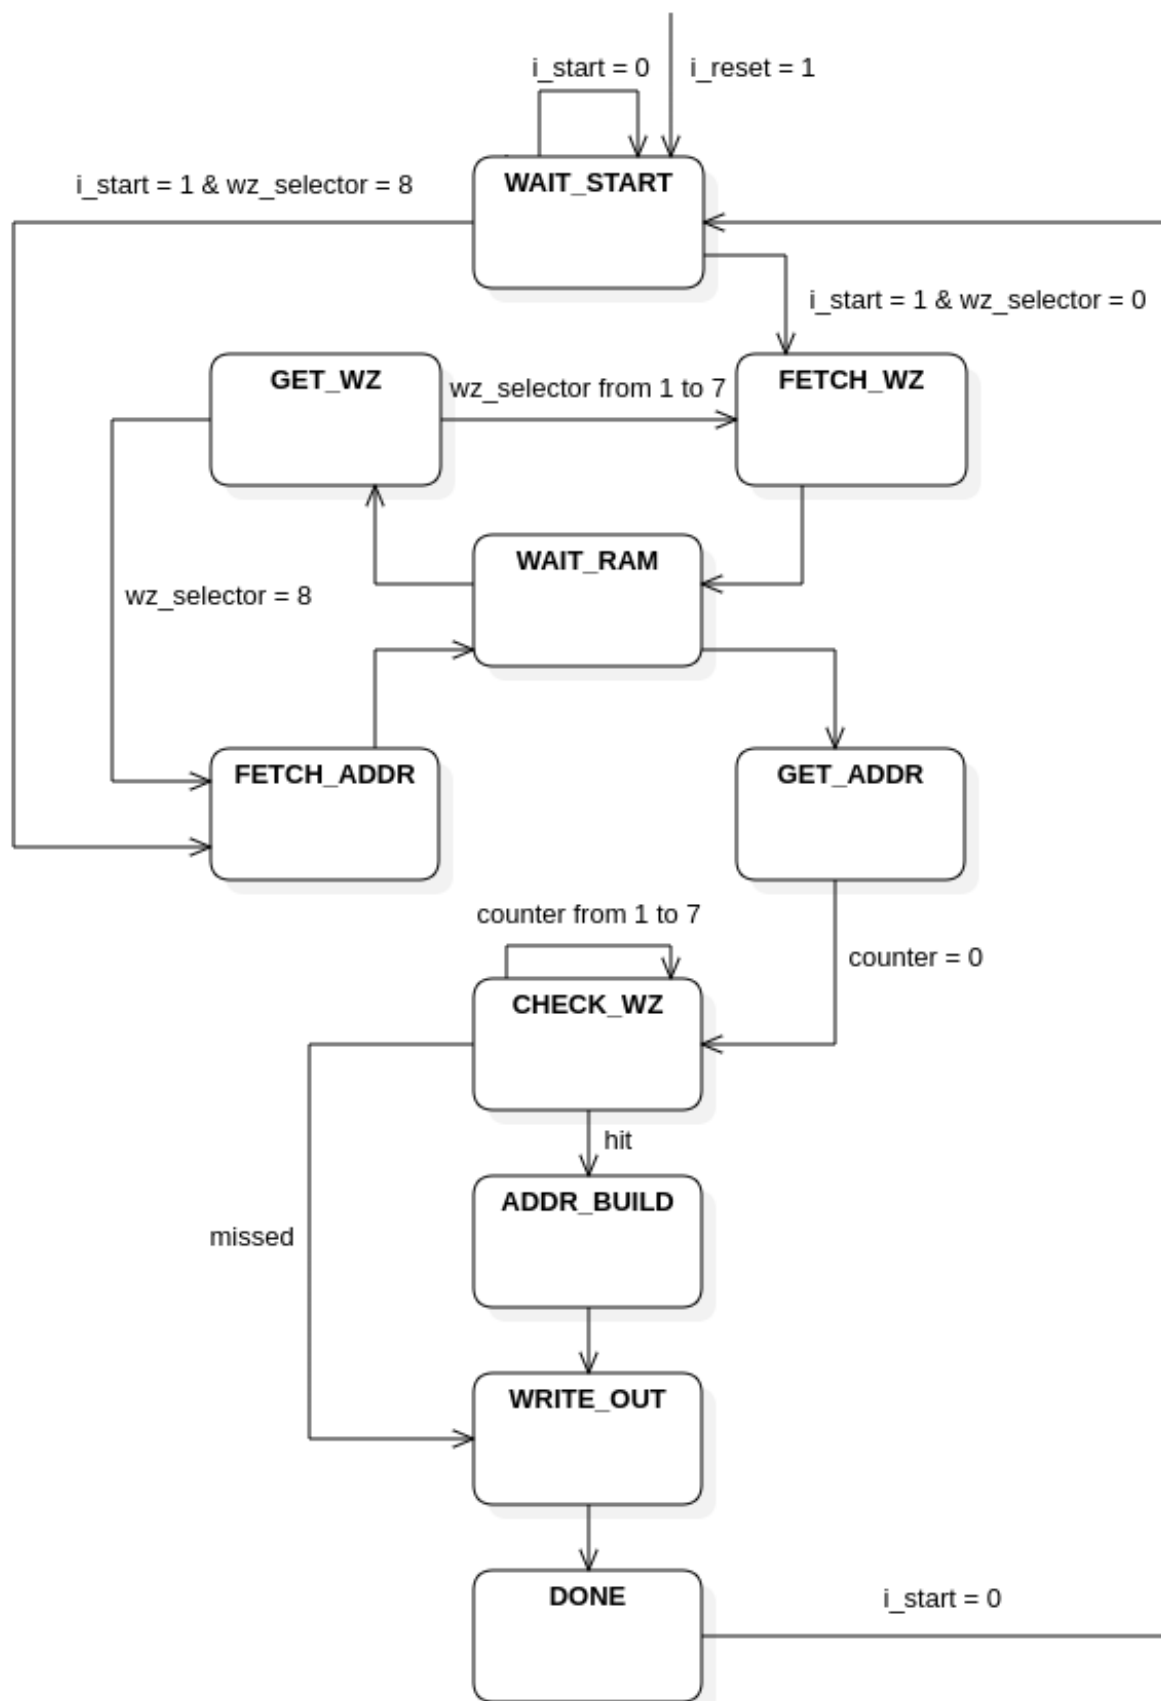 i_start = 0
i_reset = 1
WAIT_START
i_start = 1 & wz_selector = 8
i_start = 1 & wz_selector = 0
GET_WZ
wz_selector from 1 to 7
FETCH_WZ
WAIT_RAM
wz_selector = 8
FETCH_ADDR
GET_ADDR
counter from 1 to 7
counter = 0
CHECK_WZ
hit
ADDR_BUILD
missed
WRITE_OUT
DONE
i_start = 0